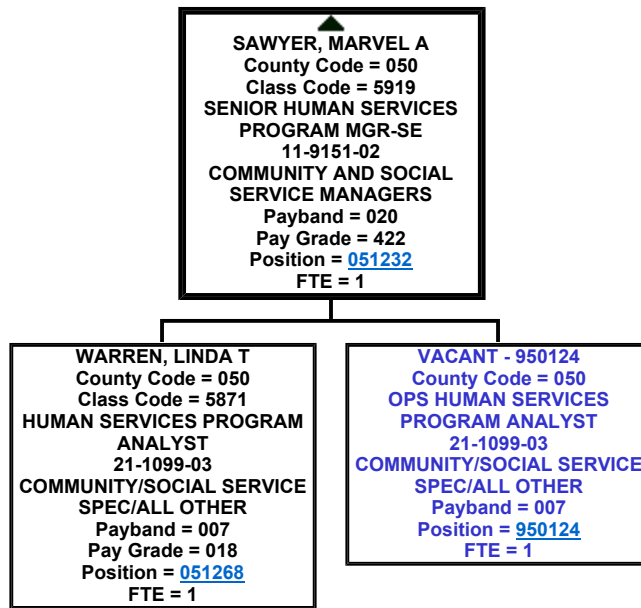 SAWYER, MARVEL A
County Code = 050
Class Code = 5919
SENIOR HUMAN SERVICES
PROGRAM MGR-SE
11-9151-02
COMMUNITY AND SOCIAL
SERVICE MANAGERS
Payband = 020
Pay Grade = 422
Position = 051232
FTE = 1
WARREN, LINDA T
County Code = 050
Class Code = 5871
HUMAN SERVICES PROGRAM
ANALYST
21-1099-03
COMMUNITY/SOCIAL SERVICE
SPEC/ALL OTHER
Payband = 007
Pay Grade = 018
Position = 051268
FTE = 1
VACANT - 950124
County Code = 050
OPS HUMAN SERVICES
PROGRAM ANALYST
21-1099-03
COMMUNITY/SOCIAL SERVICE
SPEC/ALL OTHER
Payband = 007
Position = 950124
FTE = 1